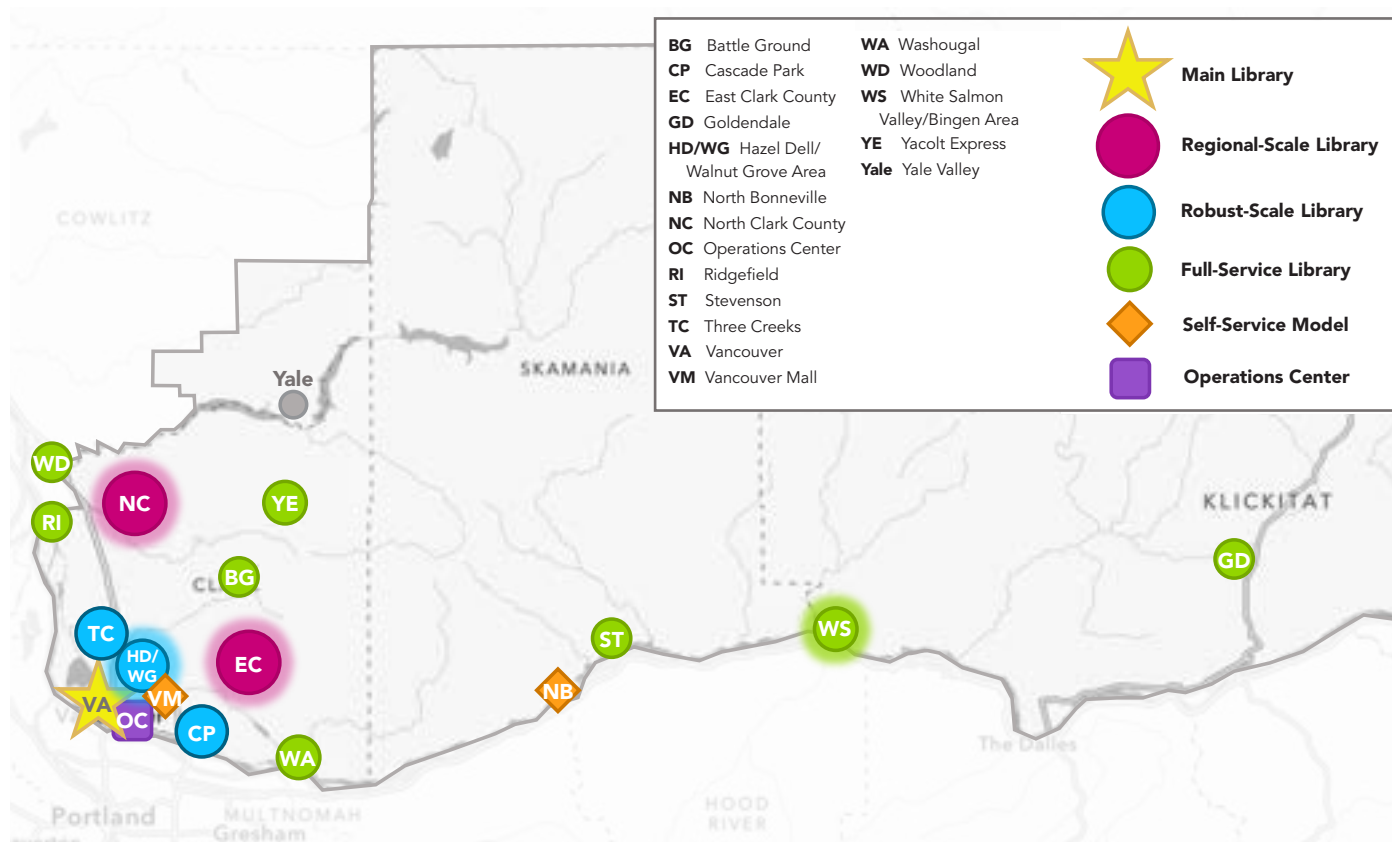 BG Battle Ground
CP Cascade Park
EC East Clark County
GD Goldendale
HD/WG Hazel Dell/
Walnut Grove Area
NB North Bonneville
NC North Clark County
OC Operations Center
RI Ridgefield
ST Stevenson
TC Three Creeks
VA Vancouver
VM Vancouver Mall
WA Washougal
WD Woodland
WS White Salmon
Valley/Bingen Area
YE Yacolt Express
Yale Yale Valley
Main Library
Regional-Scale Library
Robust-Scale Library
Full-Service Library
Self-Service Model
Operations Center
COWLITZ
SKAMANIA
Yale
WD
NC
YE
RI
KLICKITAT
GD
BG
TC
HD/
WG
EC
ST
WS
VA
VM
NB
OC
CP
WA
The Dalles
Portland
MULTNOMAH
Gresham
HOOD
RIVER